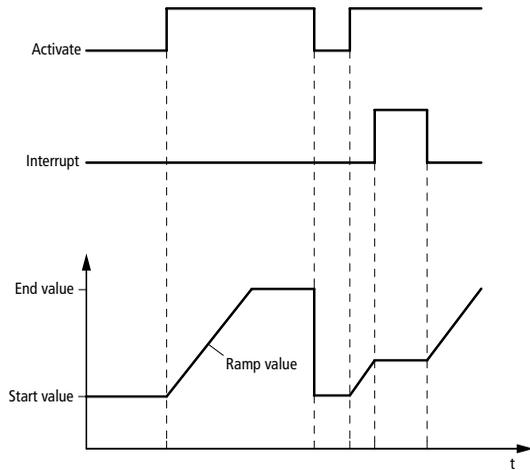 Activate
Interrupt
End value
Ramp value
Start value
t